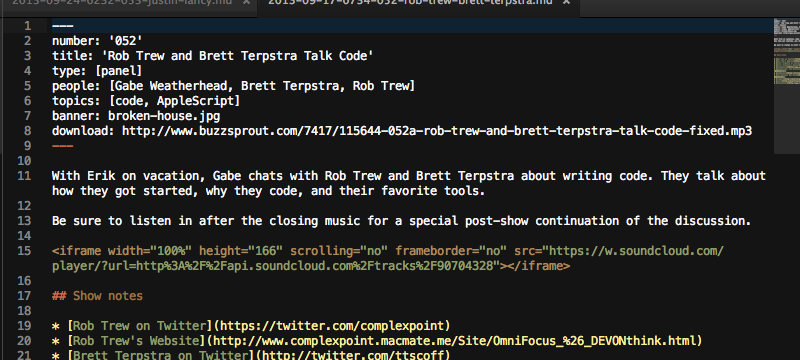 2013-09-24-0232-053-justin-lancy.md × 2013-09-17-0734-052-rob-trew-brett-terpstra.md ×
1 ---
2 number: '052'
3 title: 'Rob Trew and Brett Terpstra Talk Code'
4 type: [panel]
5 people: [Gabe Weatherhead, Brett Terpstra, Rob Trew]
6 topics: [code, AppleScript]
7 banner: broken-house.jpg
8 download: http://www.buzzsprout.com/7417/115644-052a-rob-trew-and-brett-terpstra-talk-code-fixed.mp3
9 ---
10
11 With Erik on vacation, Gabe chats with Rob Trew and Brett Terpstra about writing code. They talk about
how they got started, why they code, and their favorite tools.
12
13 Be sure to listen in after the closing music for a special post-show continuation of the discussion.
14
15 <iframe width="100%" height="166" scrolling="no" frameborder="no" src="https://w.soundcloud.com/
player/?url=http%3A%2F%2Fapi.soundcloud.com%2Ftracks%2F90704328"></iframe>
16
17 ## Show notes
18
19 * [Rob Trew on Twitter](https://twitter.com/complexpoint)
20 * [Rob Trew's Website](http://www.complexpoint.macmate.me/Site/OmniFocus_%26_DEVONthink.html)
21 * [Brett Terpstra on Twitter](http://twitter.com/ttscoff)